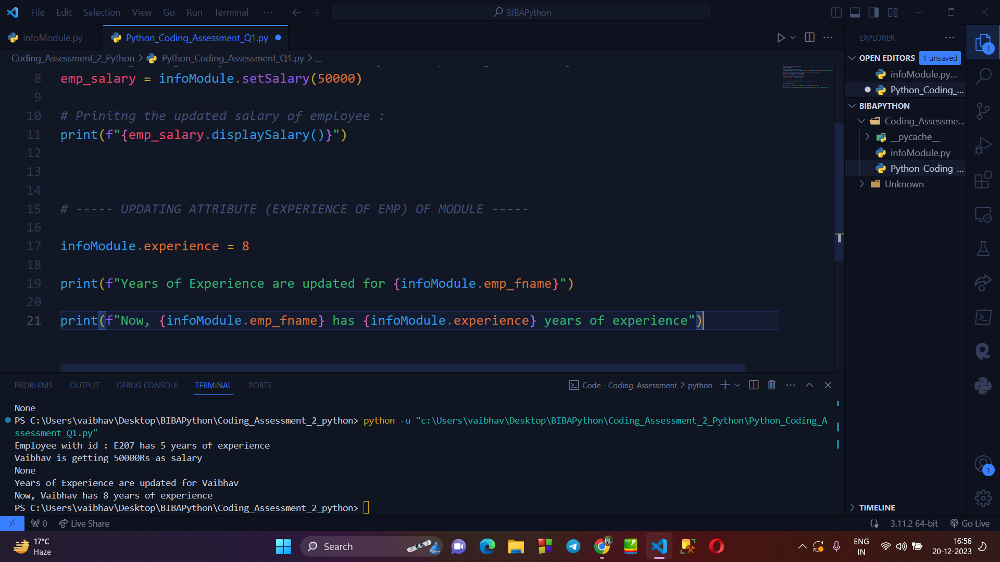 File Edit Selection View Go Run Terminal ··· BIBAPython
infoModule.py Python_Coding_Assessment_Q1.py
Coding_Assessment_2_Python > Python_Coding_Assessment_Q1.py > ...
8 emp_salary = infoModule.setSalary(50000)
9
10 # Prinitng the updated salary of employee :
11 print(f"{emp_salary.displaySalary()}")
12
13
14
15 # ----- UPDATING ATTRIBUTE (EXPERIENCE OF EMP) OF MODULE -----
16
17 infoModule.experience = 8
18
19 print(f"Years of Experience are updated for {infoModule.emp_fname}")
20
21 print(f"Now, {infoModule.emp_fname} has {infoModule.experience} years of experience")
EXPLORER ···
OPEN EDITORS 1 unsaved
infoModule.py...
Python_Coding_...
BIBAPYTHON
Coding_Assessme...
__pycache__
infoModule.py
Python_Coding_...
Unknown
TIMELINE
1
1
PROBLEMS OUTPUT DEBUG CONSOLE TERMINAL PORTS Code - Coding_Assessment_2_python
None
PS C:\Users\vaibhav\Desktop\BIBAPython\Coding_Assessment_2_python> python -u "c:\Users\vaibhav\Desktop\BIBAPython\Coding_Assessment_2_Python\Python_Coding_A
ssessment_Q1.py"
Employee with id : E207 has 5 years of experience
Vaibhav is getting 50000Rs as salary
None
Years of Experience are updated for Vaibhav
Now, Vaibhav has 8 years of experience
PS C:\Users\vaibhav\Desktop\BIBAPython\Coding_Assessment_2_python>
0 Live Share 3.11.2 64-bit Go Live
17°C
Haze
Search
ENG
IN
16:56
20-12-2023